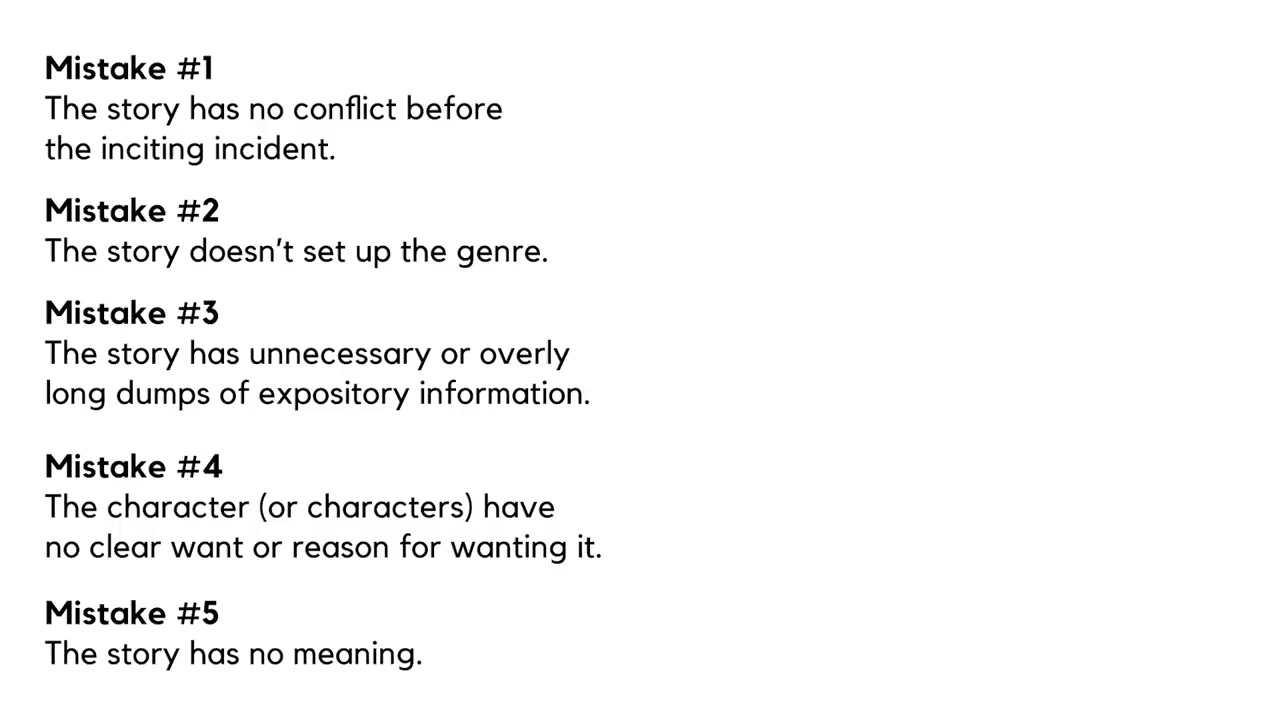 Mistake #1
The story has no conflict before
the inciting incident.
Mistake #2
The story doesn’t set up the genre.
Mistake #3
The story has unnecessary or overly
long dumps of expository information.
Mistake #4
The character (or characters) have
no clear want or reason for wanting it.
Mistake #5
The story has no meaning.